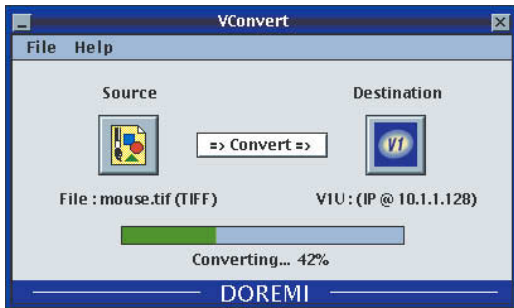 VConvert
File Help
Source Destination
=> Convert => V1
File : mouse.tif (TIFF) V1U : (IP @ 10.1.1.128)
Converting... 42%
DOREMI